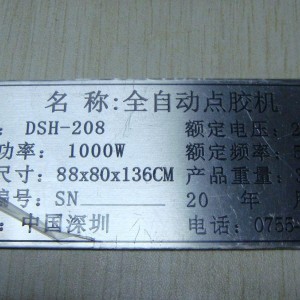 名 称:全自动点胶机
: DSH-208 额定电压: 2
功率: 1000W 额定频率:
尺寸: 88x80x136CM 产品重量:
编号: SN________ 20 年
: 中国深圳 电话: 0755